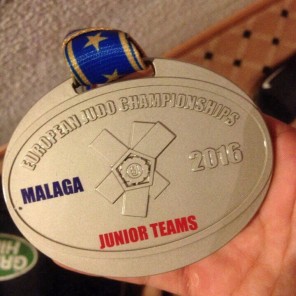 EUROPEAN JUDO CHAMPIONSHIPS
2016
MALAGA
JUNIOR TEAMS